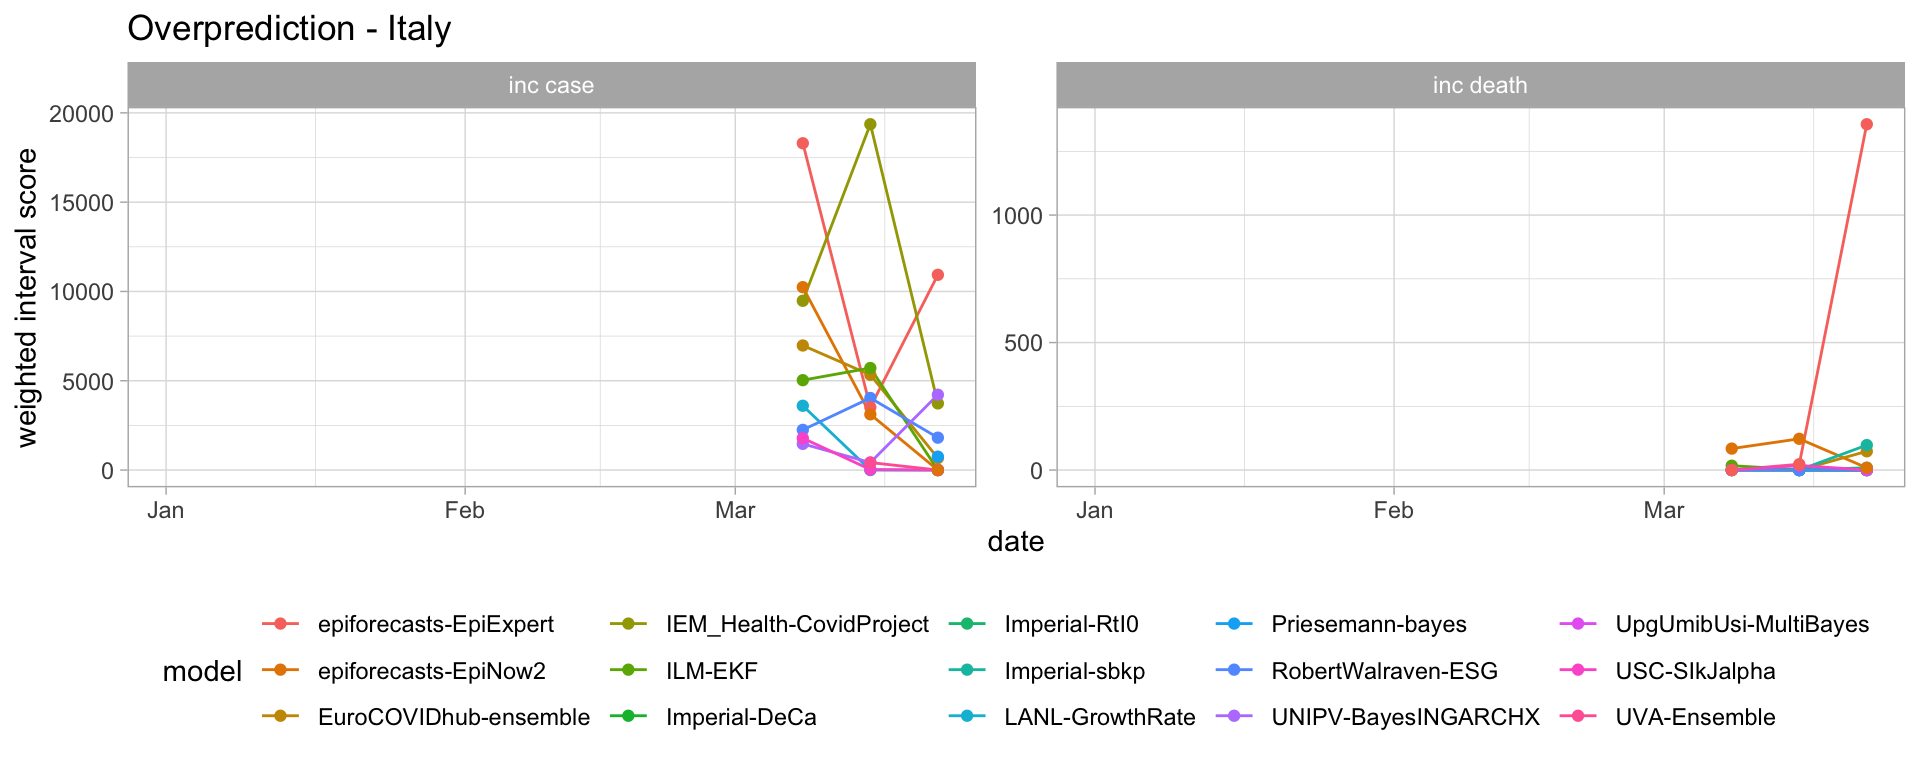 Overprediction - Italy
inc case
inc death
weighted interval score
20000
15000
10000
5000
0
1000
500
0
Jan Feb Mar
Jan Feb Mar
date
model
epiforecasts-EpiExpert
epiforecasts-EpiNow2
EuroCOVIDhub-ensemble
IEM_Health-CovidProject
ILM-EKF
Imperial-DeCa
Imperial-RtI0
Imperial-sbkp
LANL-GrowthRate
Priesemann-bayes
RobertWalraven-ESG
UNIPV-BayesINGARCHX
UpgUmibUsi-MultiBayes
USC-SIkJalpha
UVA-Ensemble